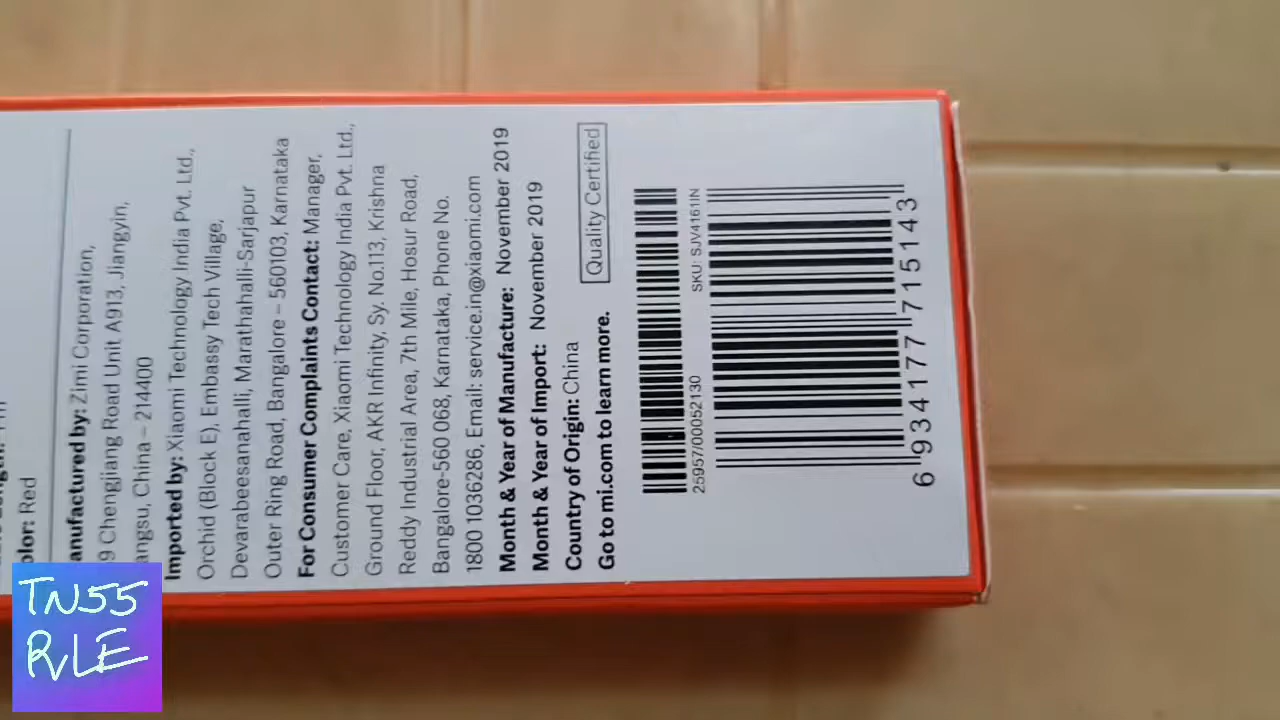 Color: Red
Manufactured by: Zimi Corporation,
9 Chengjiang Road Unit A913, Jiangyin,
angsu, China – 214400
Imported by: Xiaomi Technology India Pvt. Ltd.,
Orchid (Block E), Embassy Tech Village,
Devarabeesanahalli, Marathahalli-Sarjapur
Outer Ring Road, Bangalore – 560103, Karnataka
For Consumer Complaints Contact: Manager,
Customer Care, Xiaomi Technology India Pvt. Ltd.,
Ground Floor, AKR Infinity, Sy. No.113, Krishna
Reddy Industrial Area, 7th Mile, Hosur Road,
Bangalore-560 068, Karnataka, Phone No.
1800 1036286, Email: service.in@xiaomi.com
Month & Year of Manufacture: November 2019
Month & Year of Import: November 2019
Country of Origin: China
Go to mi.com to learn more.
Quality Certified
25957/00052130
SKU: SJV4161IN
6 934177 715143
TN55
RVLE